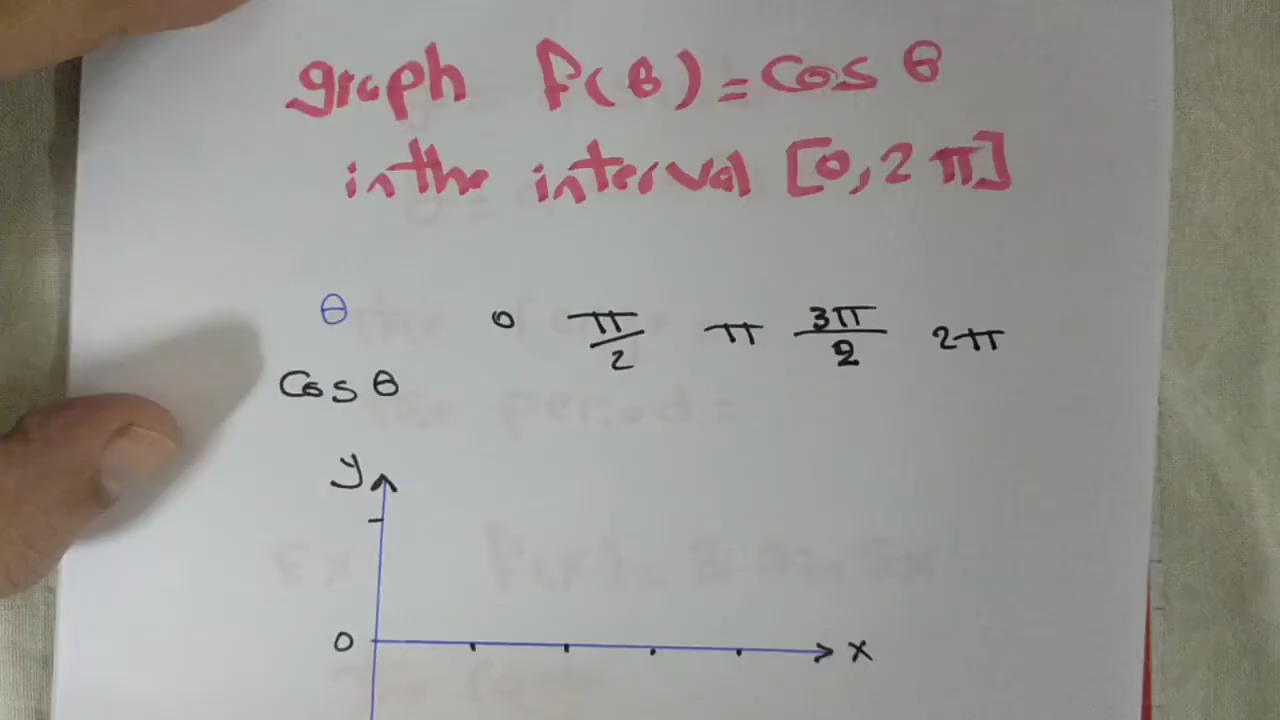 graph f(θ) = cos θ
in the interval [0, 2π]
θ 0 π/2 π 3π/2 2π
cos θ
y
0 x